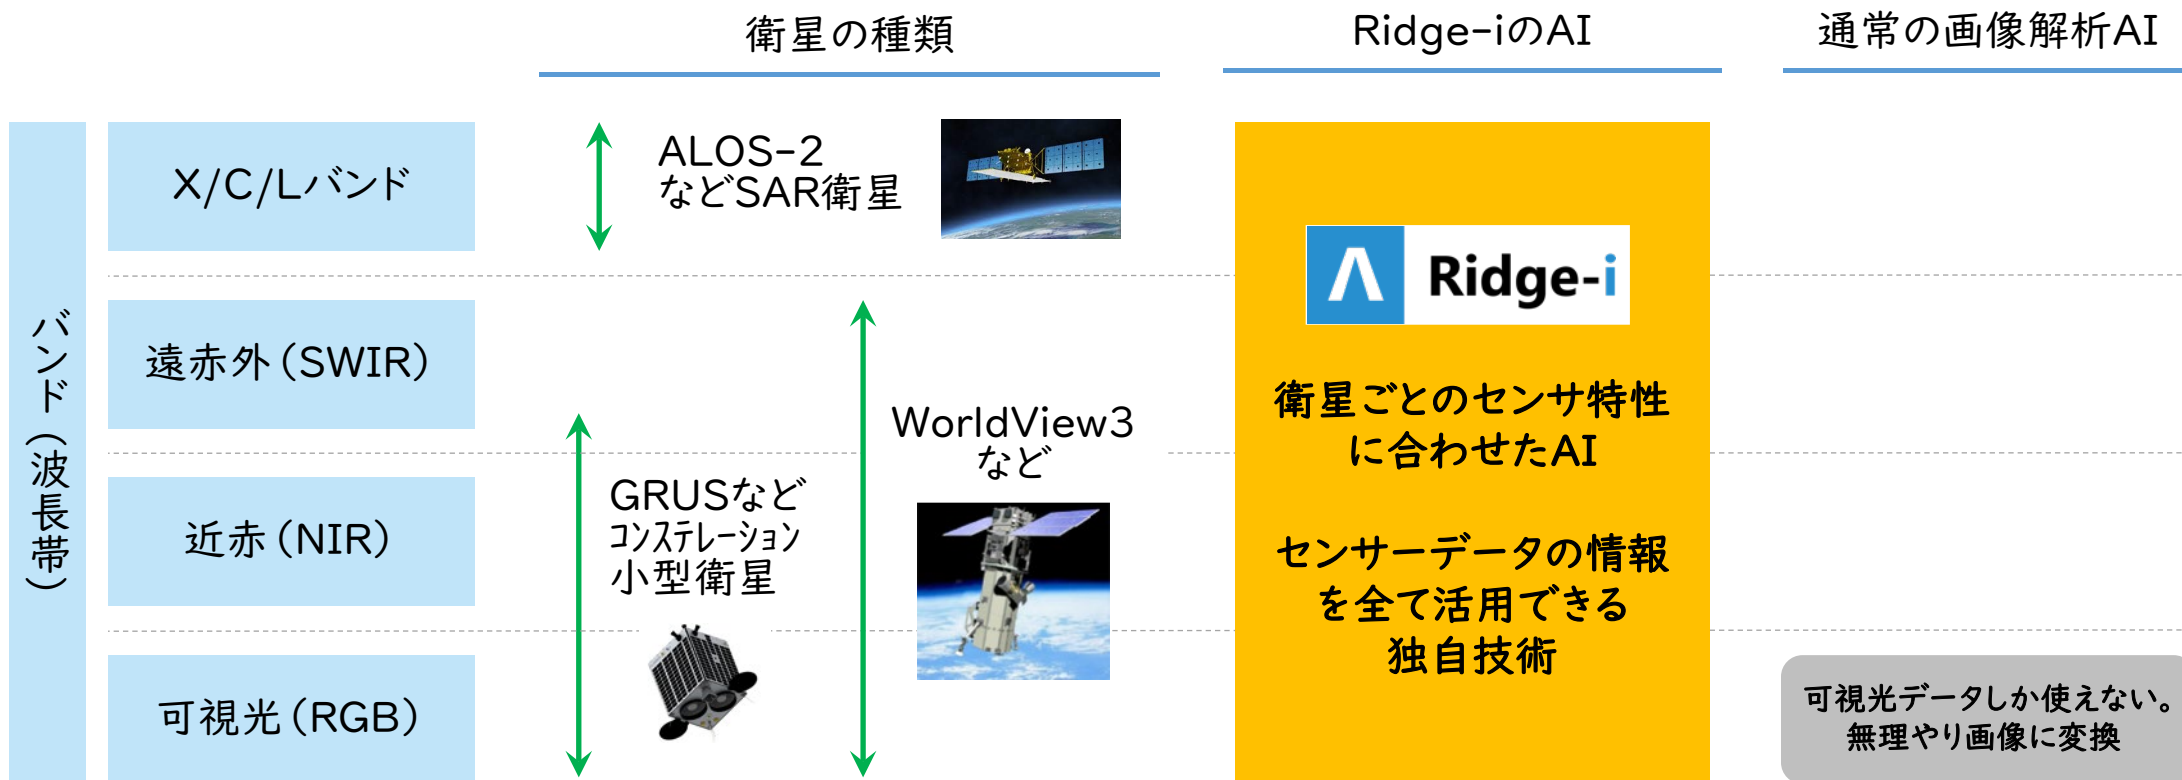 衛星の種類
Ridge-iのAI
通常の画像解析AI
バンド(波長帯)
X/C/Lバンド
ALOS-2
などSAR衛星
遠赤外(SWIR)
近赤(NIR)
可視光(RGB)
GRUSなど
コンステレーション
小型衛星
WorldView3
など
Ridge-i
衛星ごとのセンサ特性
に合わせたAI
センサーデータの情報
を全て活用できる
独自技術
可視光データしか使えない。
無理やり画像に変換